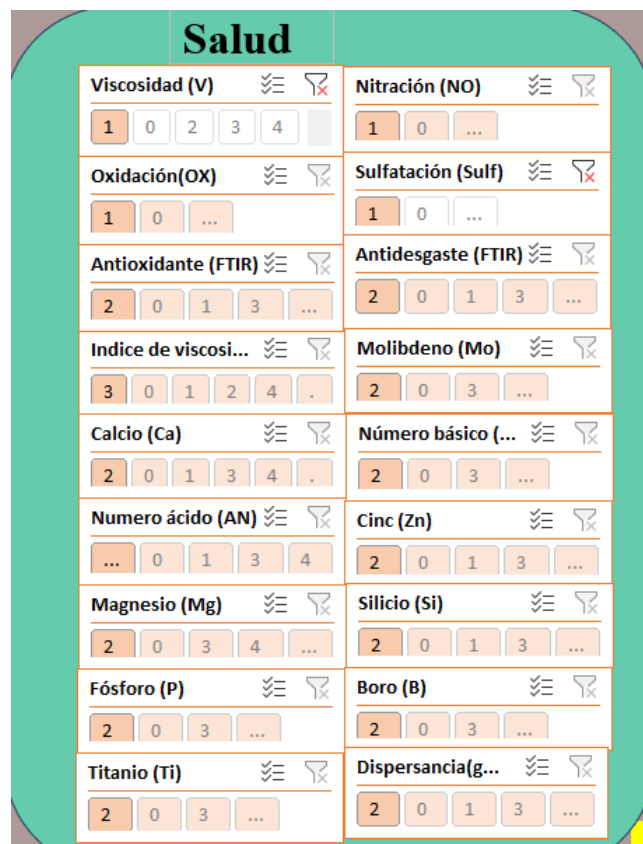 Salud
Viscosidad (V)
1 0 2 3 4
Nitración (NO)
1 0 ...
Oxidación(OX)
1 0 ...
Sulfatación (Sulf)
1 0 ...
Antioxidante (FTIR)
2 0 1 3 ...
Antidesgaste (FTIR)
2 0 1 3 ...
Indice de viscosi...
3 0 1 2 4 .
Molibdeno (Mo)
2 0 3 ...
Calcio (Ca)
2 0 1 3 4 .
Número básico (...
2 0 3 ...
Numero ácido (AN)
... 0 1 3 4
Cinc (Zn)
2 0 1 3 ...
Magnesio (Mg)
2 0 3 4 ...
Silicio (Si)
2 0 1 3 ...
Fósforo (P)
2 0 3 ...
Boro (B)
2 0 3 ...
Titanio (Ti)
2 0 3 ...
Dispersancia(g...
2 0 1 3 ...